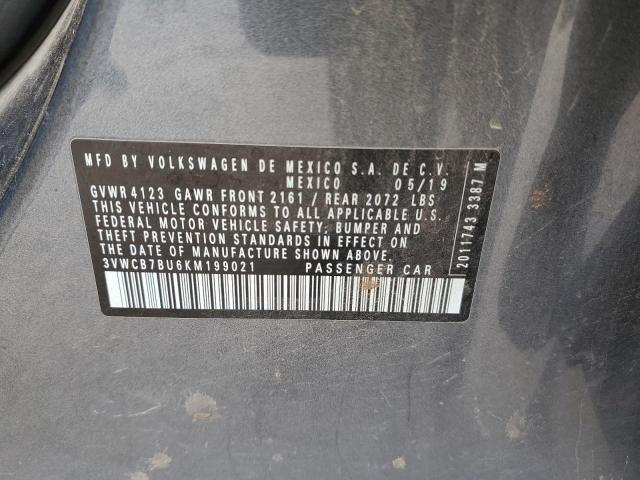 MFD BY VOLKSWAGEN DE MEXICO S.A. DE C.V.
MEXICO 05/19
GVWR 4123 GAWR FRONT 2161 / REAR 2072 LBS
THIS VEHICLE CONFORMS TO ALL APPLICABLE U.S.
FEDERAL MOTOR VEHICLE SAFETY, BUMPER AND
THEFT PREVENTION STANDARDS IN EFFECT ON
THE DATE OF MANUFACTURE SHOWN ABOVE.
3VWCB7BU6KM199021 PASSENGER CAR
2011743 3387 M